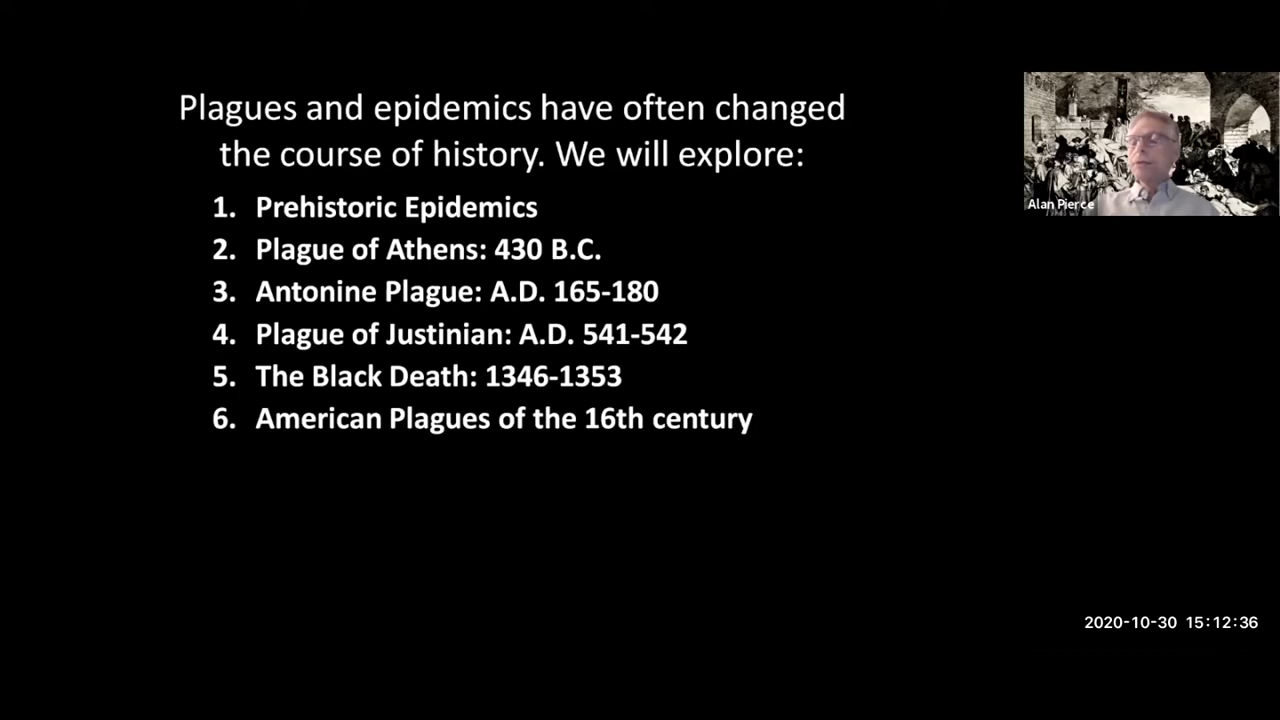 Plagues and epidemics have often changed
the course of history. We will explore:
1. Prehistoric Epidemics
2. Plague of Athens: 430 B.C.
3. Antonine Plague: A.D. 165-180
4. Plague of Justinian: A.D. 541-542
5. The Black Death: 1346-1353
6. American Plagues of the 16th century
Alan Pierce
2020-10-30 15:12:36